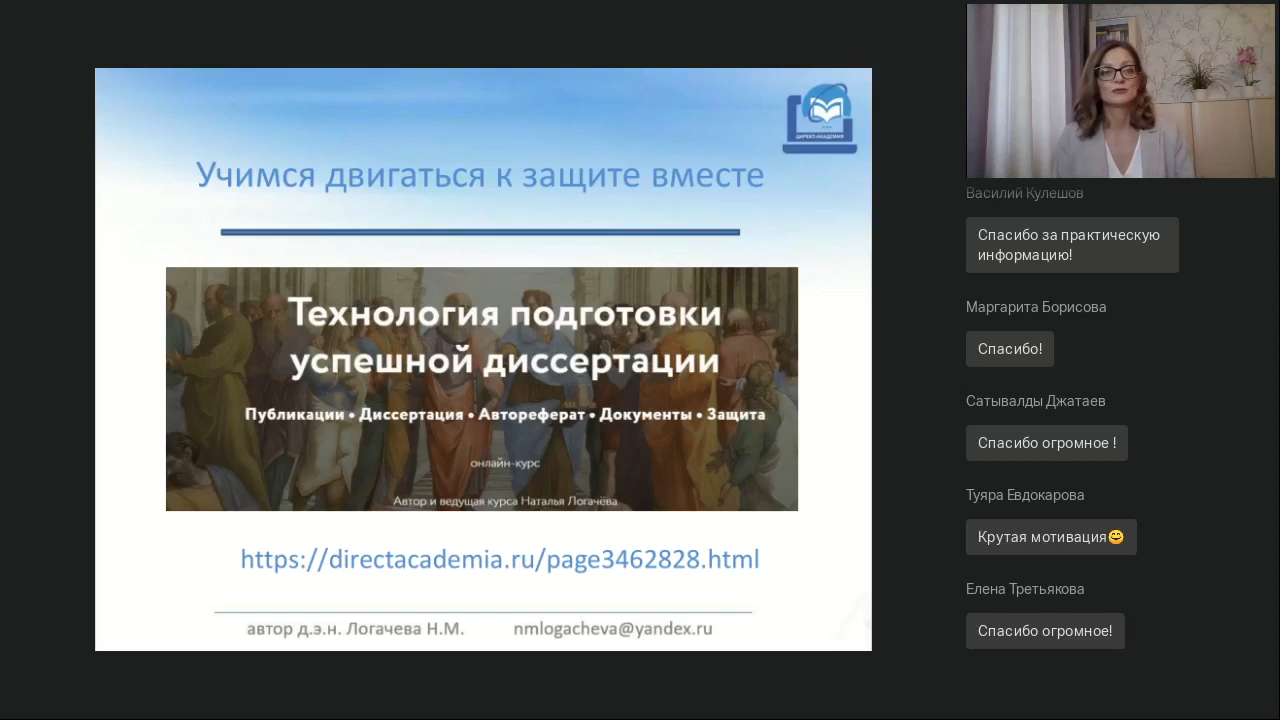 ДИРЕКТ-АКАДЕМИЯ
Учимся двигаться к защите вместе
Технология подготовки
успешной диссертации
Публикации • Диссертация • Автореферат • Документы • Защита
онлайн-курс
Автор и ведущая курса Наталья Логачёва
https://directacademia.ru/page3462828.html
автор д.э.н. Логачева Н.М. nmlogacheva@yandex.ru
Василий Кулешов
Спасибо за практическую
информацию!
Маргарита Борисова
Спасибо!
Сатывалды Джатаев
Спасибо огромное !
Туяра Евдокарова
Крутая мотивация😊
Елена Третьякова
Спасибо огромное!